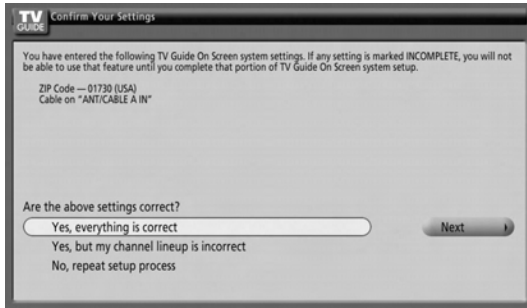 TV GUIDE
Confirm Your Settings
You have entered the following TV Guide On Screen system settings. If any setting is marked INCOMPLETE, you will not
be able to use that feature until you complete that portion of TV Guide On Screen system setup.
ZIP Code — 01730 (USA)
Cable on "ANT/CABLE A IN"
Are the above settings correct?
Yes, everything is correct
Next
Yes, but my channel lineup is incorrect
No, repeat setup process